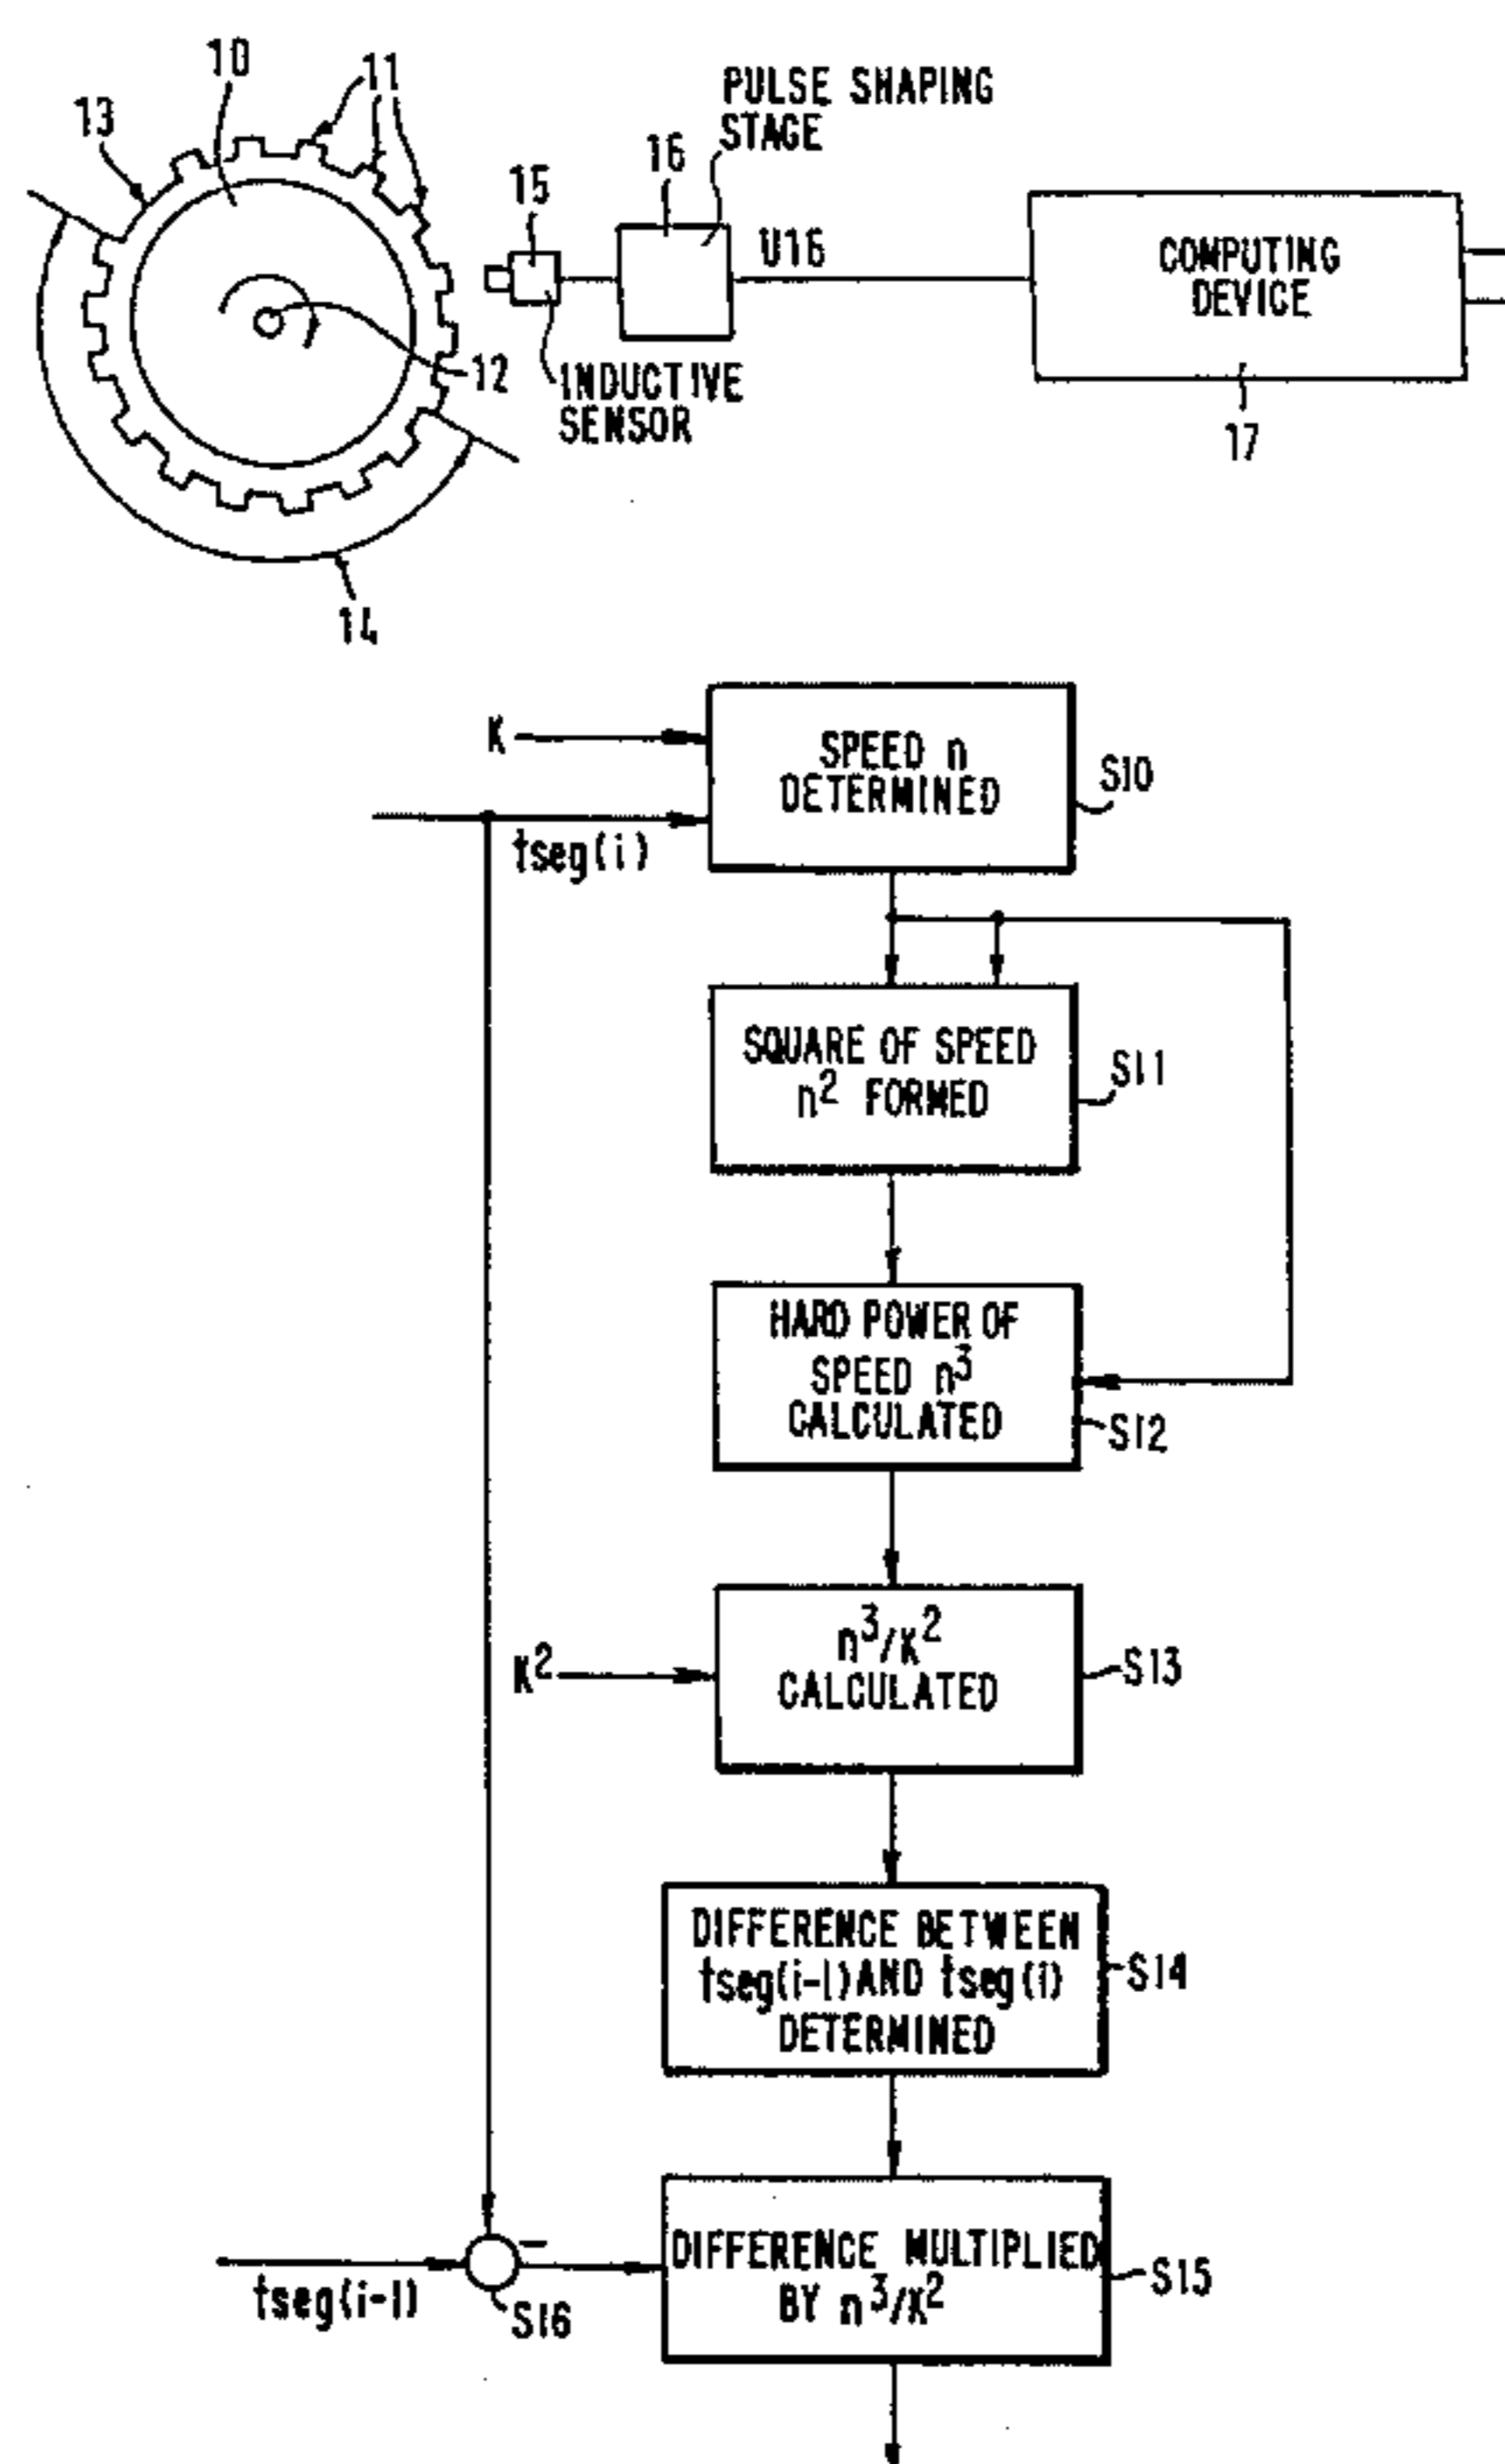 10
11
13
PULSE SHAPING
STAGE
16
15
U16
COMPUTING
DEVICE
12
INDUCTIVE
SENSOR
17
14
K
SPEED n
DETERMINED
S10
tseg(i)
SQUARE OF SPEED
n² FORMED
S11
HARD POWER OF
SPEED n³
CALCULATED
S12
n³/K²
CALCULATED
K²
S13
DIFFERENCE BETWEEN
tseg(i-1) AND tseg(i)
DETERMINED
S14
DIFFERENCE MULTIPLIED
BY n³/K²
S15
-
tseg(i-1)
S16